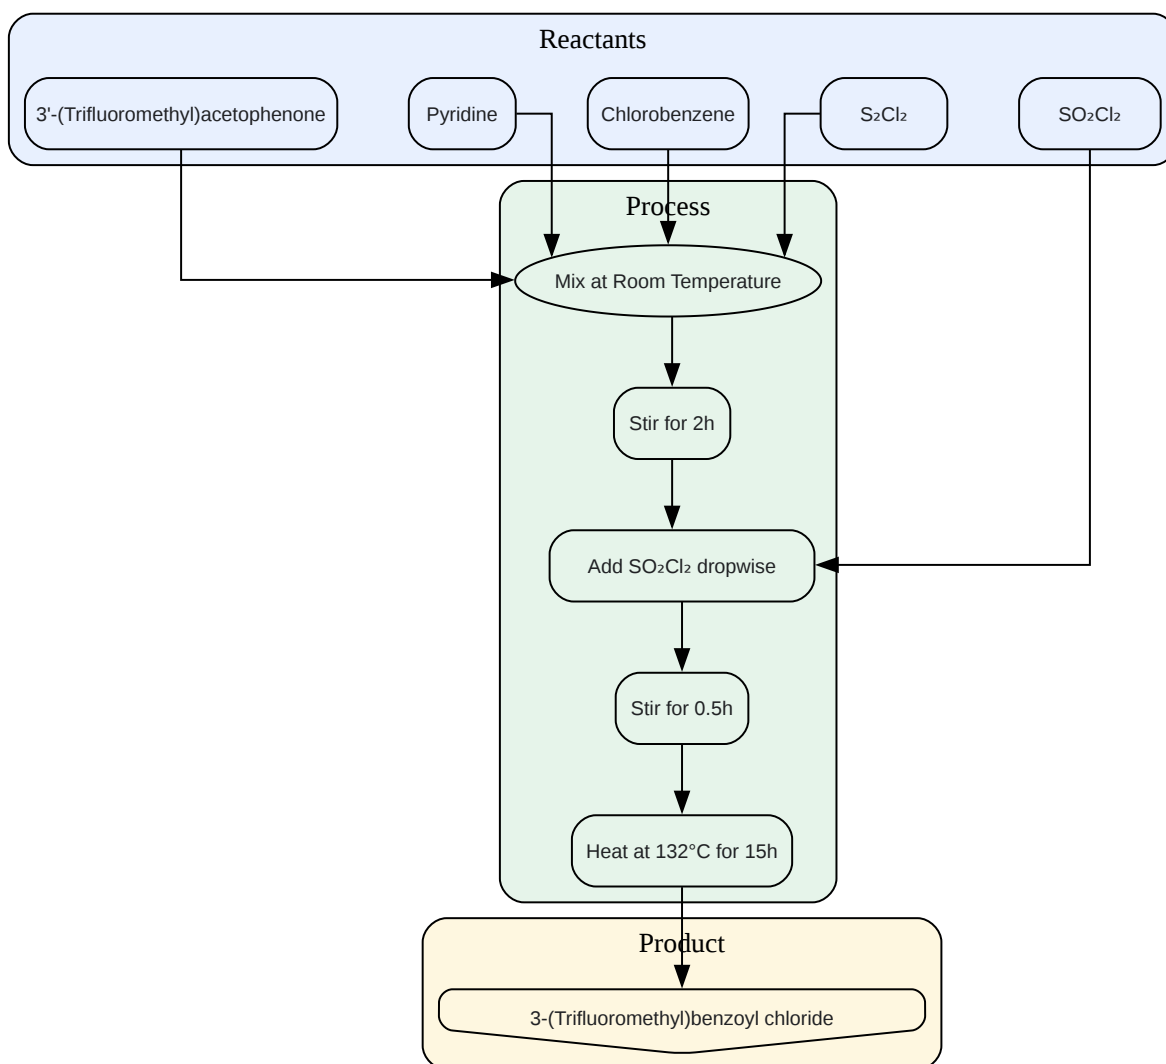 Reactants
3'-(Trifluoromethyl)acetophenone
Pyridine
Chlorobenzene
S₂Cl₂
SO₂Cl₂
Process
Mix at Room Temperature
Stir for 2h
Add SO₂Cl₂ dropwise
Stir for 0.5h
Heat at 132°C for 15h
Product
3-(Trifluoromethyl)benzoyl chloride